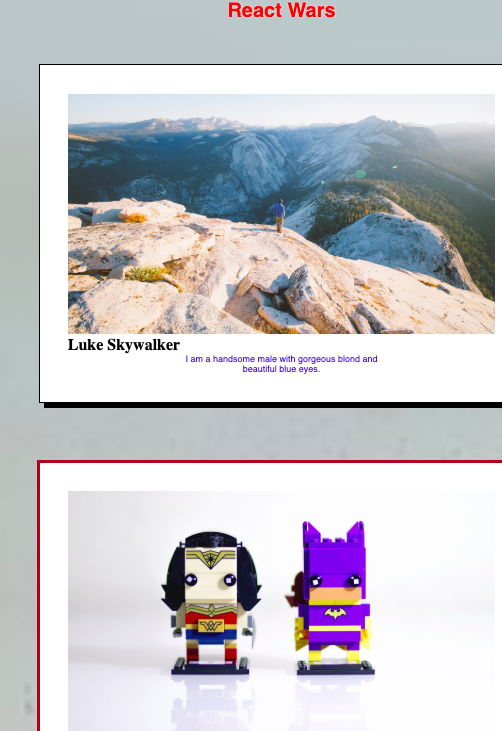 React Wars
Luke Skywalker
I am a handsome male with gorgeous blond and
beautiful blue eyes.